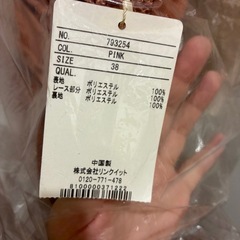 NO. 793254
COL. PINK
SIZE 38
QUAL.
表地 ポリエステル 100%
レース部分 ポリエステル 100%
裏地 ポリエステル 100%
中国製
株式会社リンクイット
0120-771-478
8100000371222